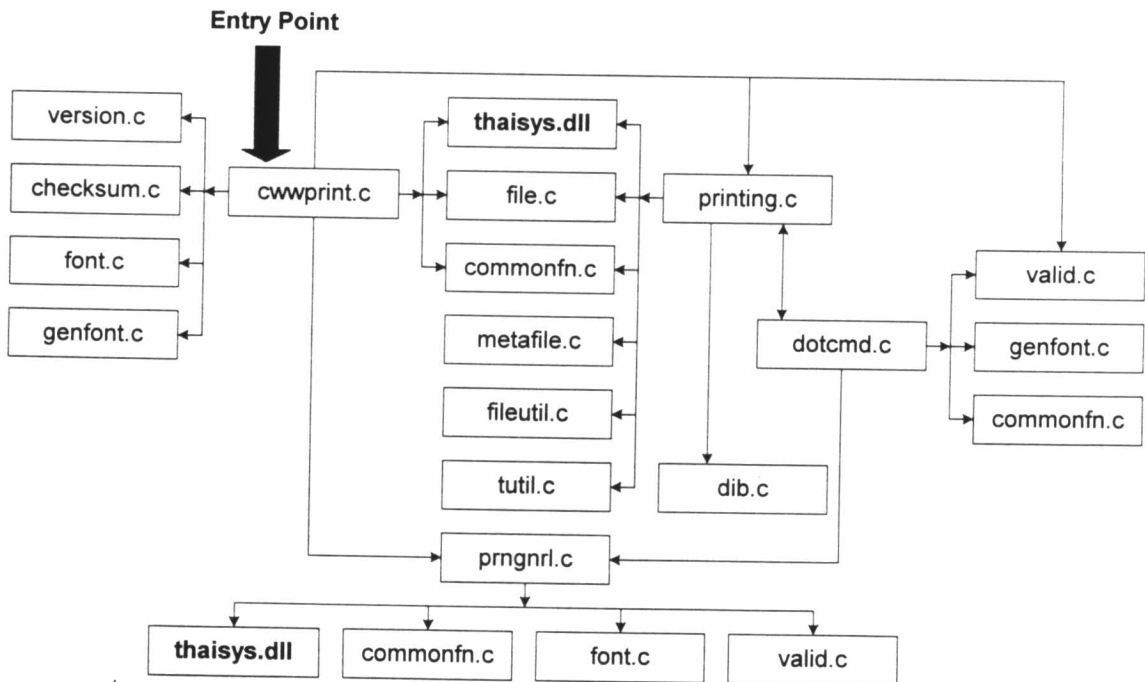 Entry Point
version.c
thaisys.dll
checksum.c
cwwprint.c
file.c
printing.c
font.c
commonfn.c
valid.c
genfont.c
metafile.c
dotcmd.c
genfont.c
fileutil.c
commonfn.c
tutil.c
dib.c
prngnrl.c
thaisys.dll
commonfn.c
font.c
valid.c